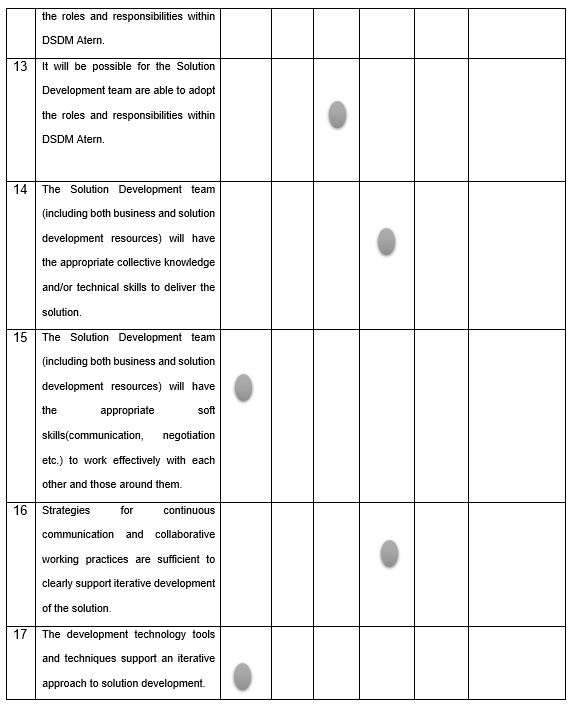 the roles and responsibilities within
DSDM Atern.
13 It will be possible for the Solution
Development team are able to adopt
the roles and responsibilities within
DSDM Atern.
14 The Solution Development team
(including both business and solution
development resources) will have
the appropriate collective knowledge
and/or technical skills to deliver the
solution.
15 The Solution Development team
(including both business and solution
development resources) will have
the appropriate soft
skills(communication, negotiation
etc.) to work effectively with each
other and those around them.
16 Strategies for continuous
communication and collaborative
working practices are sufficient to
clearly support iterative development
of the solution.
17 The development technology tools
and techniques support an iterative
approach to solution development.